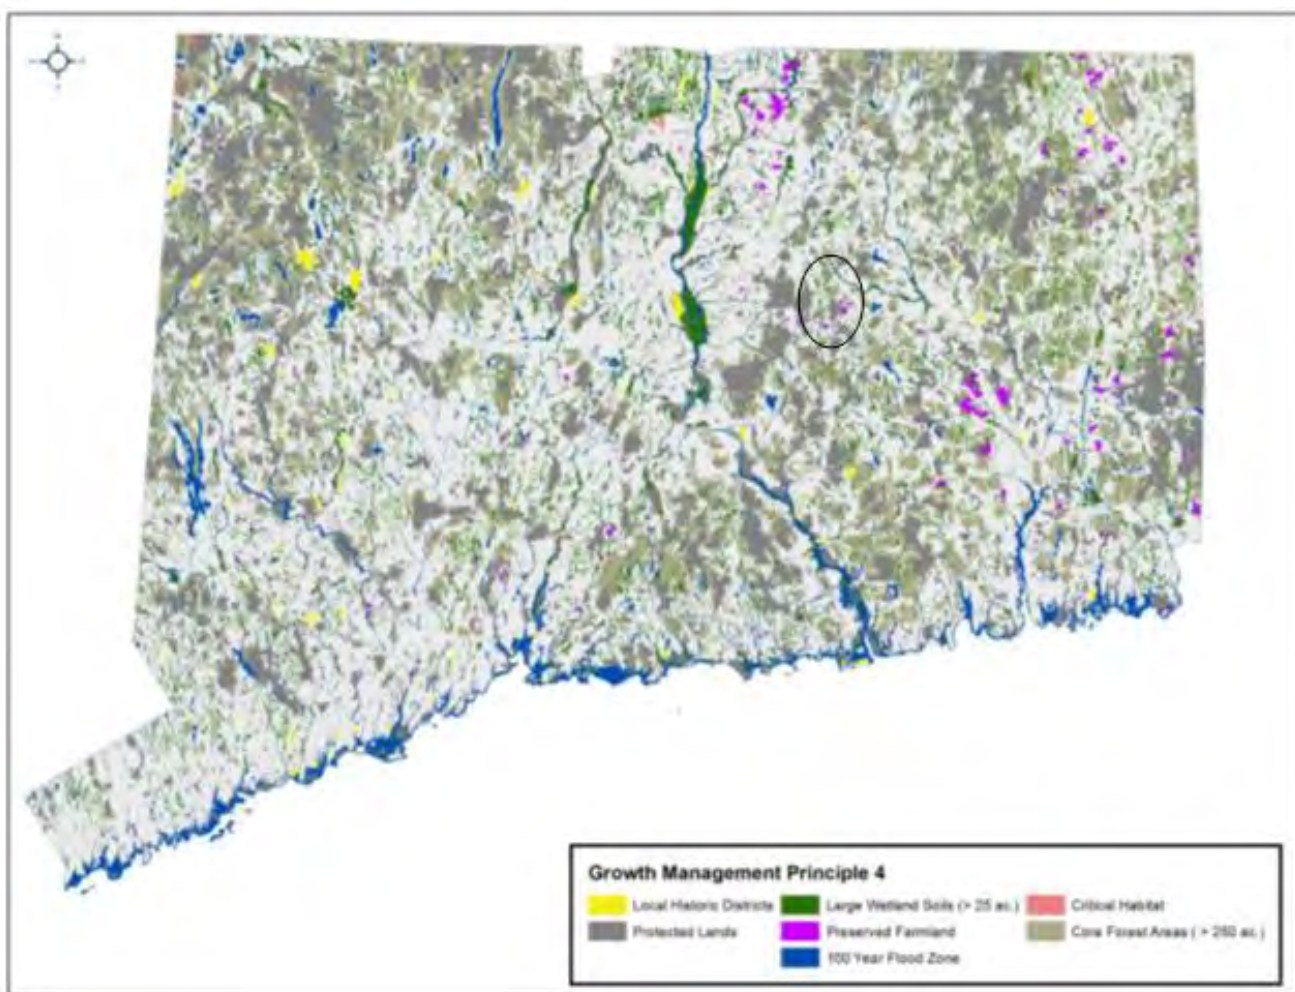 Growth Management Principle 4
Local Historic Districts
Large Wetland Soils (> 25 ac.)
Critical Habitat
Protected Lands
Preserved Farmland
Core Forest Areas ( > 250 ac.)
100 Year Flood Zone